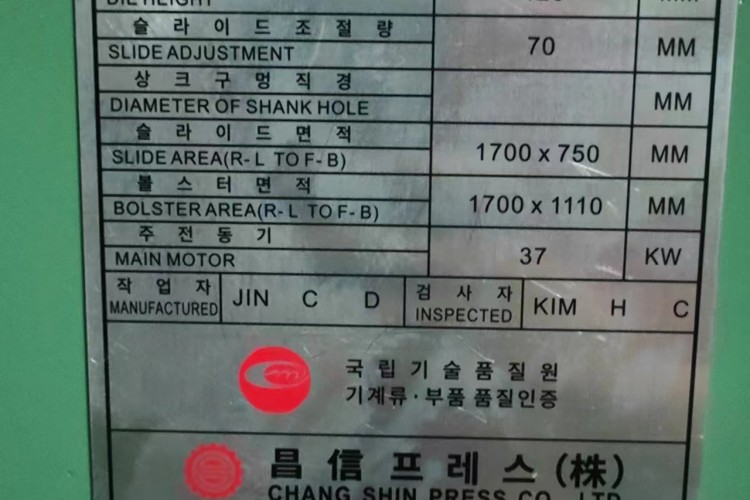 DIE HEIGHT MM
슬라이드조절량
SLIDE ADJUSTMENT 70 MM
상크구멍직경
DIAMETER OF SHANK HOLE MM
슬라이드면적
SLIDE AREA(R-L TO F-B) 1700 x 750 MM
볼스터면적
BOLSTER AREA(R-L TO F-B) 1700 x 1110 MM
주전동기
MAIN MOTOR 37 KW
작업자 JIN C D 검사자 KIM H C
MANUFACTURED INSPECTED
국립기술품질원
기계류·부품 품질인증
昌信프레스(株)
CHANG SHIN PRESS CO., LTD